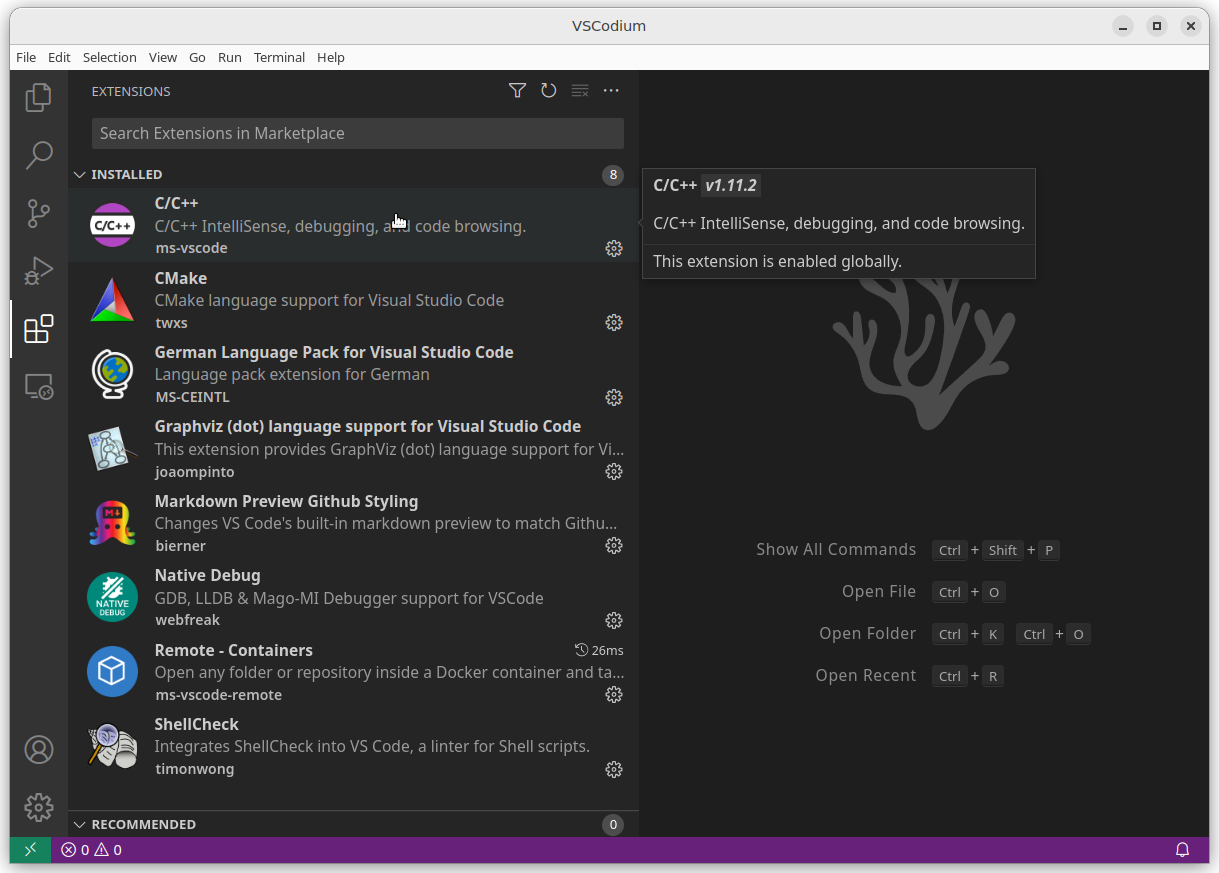 VSCodium
File Edit Selection View Go Run Terminal Help
EXTENSIONS
Search Extensions in Marketplace
INSTALLED 8
C/C++
C/C++
C/C++ IntelliSense, debugging, and code browsing.
ms-vscode
CMake
CMake language support for Visual Studio Code
twxs
German Language Pack for Visual Studio Code
Language pack extension for German
MS-CEINTL
Graphviz (dot) language support for Visual Studio Code
This extension provides GraphViz (dot) language support for Vi...
joaompinto
Markdown Preview Github Styling
M↓
Changes VS Code's built-in markdown preview to match Githu...
bierner
Native Debug
NATIVE
DEBUG
GDB, LLDB & Mago-MI Debugger support for VSCode
webfreak
Remote - Containers 26ms
Open any folder or repository inside a Docker container and ta...
ms-vscode-remote
ShellCheck
Integrates ShellCheck into VS Code, a linter for Shell scripts.
timonwong
RECOMMENDED 0
C/C++ v1.11.2
C/C++ IntelliSense, debugging, and code browsing.
This extension is enabled globally.
Show All Commands Ctrl + Shift + P
Open File Ctrl + O
Open Folder Ctrl + K Ctrl + O
Open Recent Ctrl + R
0 0